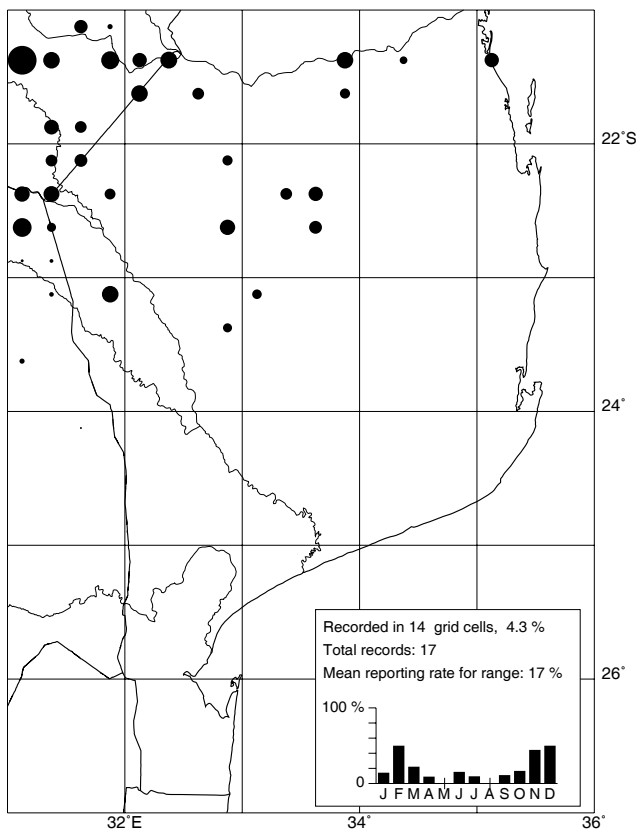 22°S
24°
26°
Recorded in 14 grid cells, 4.3 %
Total records: 17
Mean reporting rate for range: 17 %
100 %
0
J F M A M J J A S O N D
32°E 34° 36°